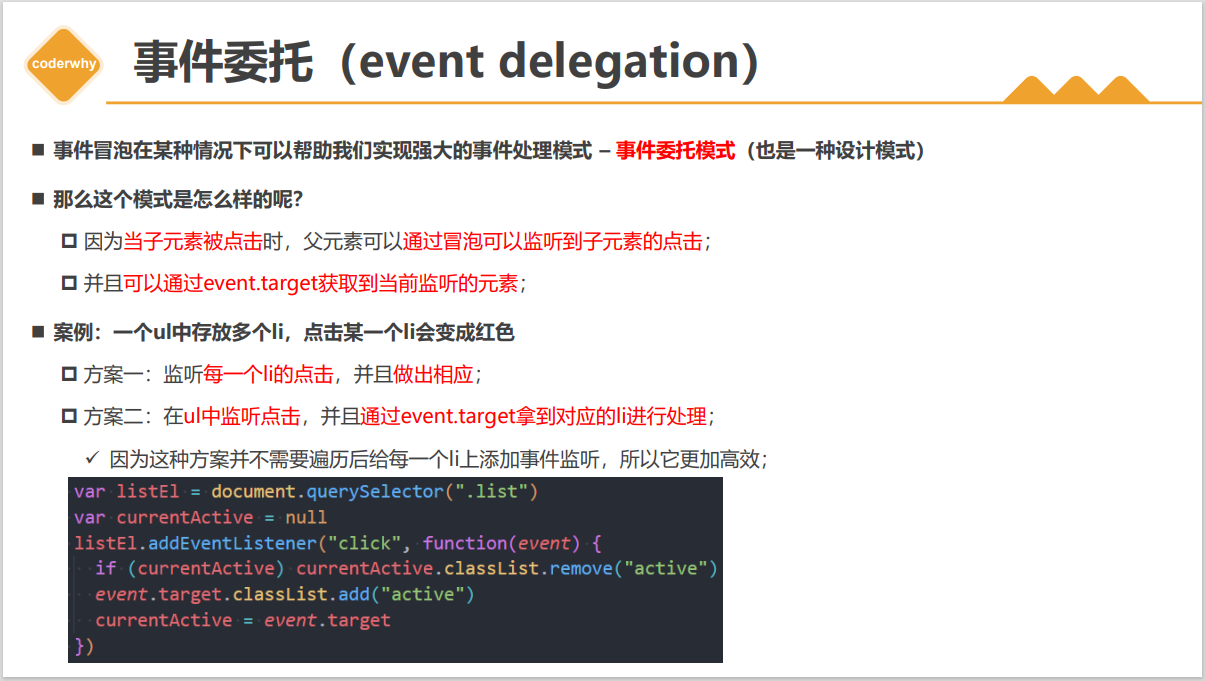 coderwhy
事件委托（event delegation）
■ 事件冒泡在某种情况下可以帮助我们实现强大的事件处理模式 – 事件委托模式（也是一种设计模式）
■ 那么这个模式是怎么样的呢？
因为当子元素被点击时，父元素可以通过冒泡可以监听到子元素的点击；
并且可以通过event.target获取到当前监听的元素；
■ 案例：一个ul中存放多个li，点击某一个li会变成红色
方案一：监听每一个li的点击，并且做出相应；
方案二：在ul中监听点击，并且通过event.target拿到对应的li进行处理；
✓ 因为这种方案并不需要遍历后给每一个li上添加事件监听，所以它更加高效；
var listEl = document.querySelector(".list")
var currentActive = null
listEl.addEventListener("click", function(event) {
  if (currentActive) currentActive.classList.remove("active")
  event.target.classList.add("active")
  currentActive = event.target
})